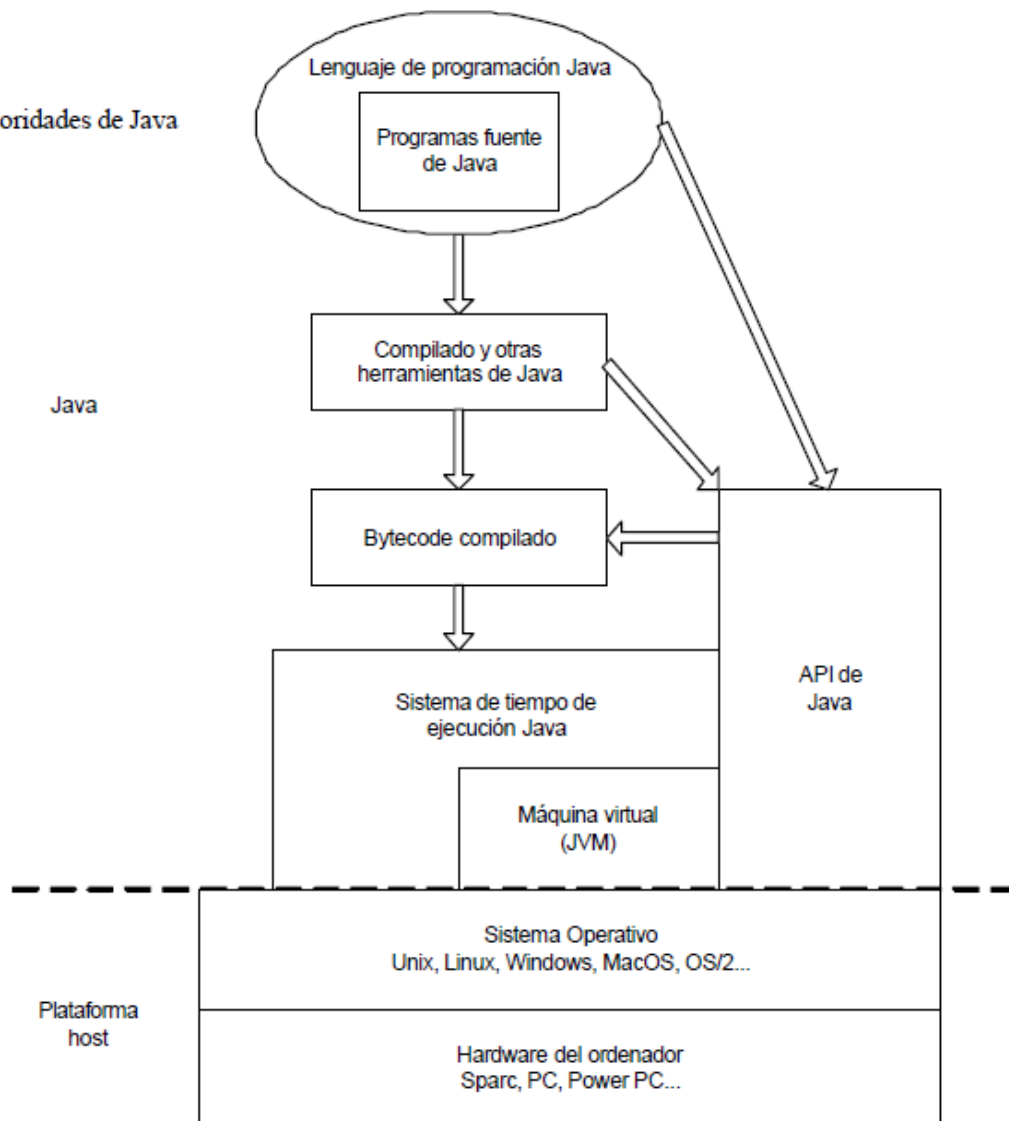 Lenguaje de programación Java
oridades de Java
Programas fuente
de Java
Compilado y otras
herramientas de Java
Java
Bytecode compilado
API de
Java
Sistema de tiempo de
ejecución Java
Máquina virtual
(JVM)
Sistema Operativo
Unix, Linux, Windows, MacOS, OS/2...
Plataforma
host
Hardware del ordenador
Sparc, PC, Power PC...